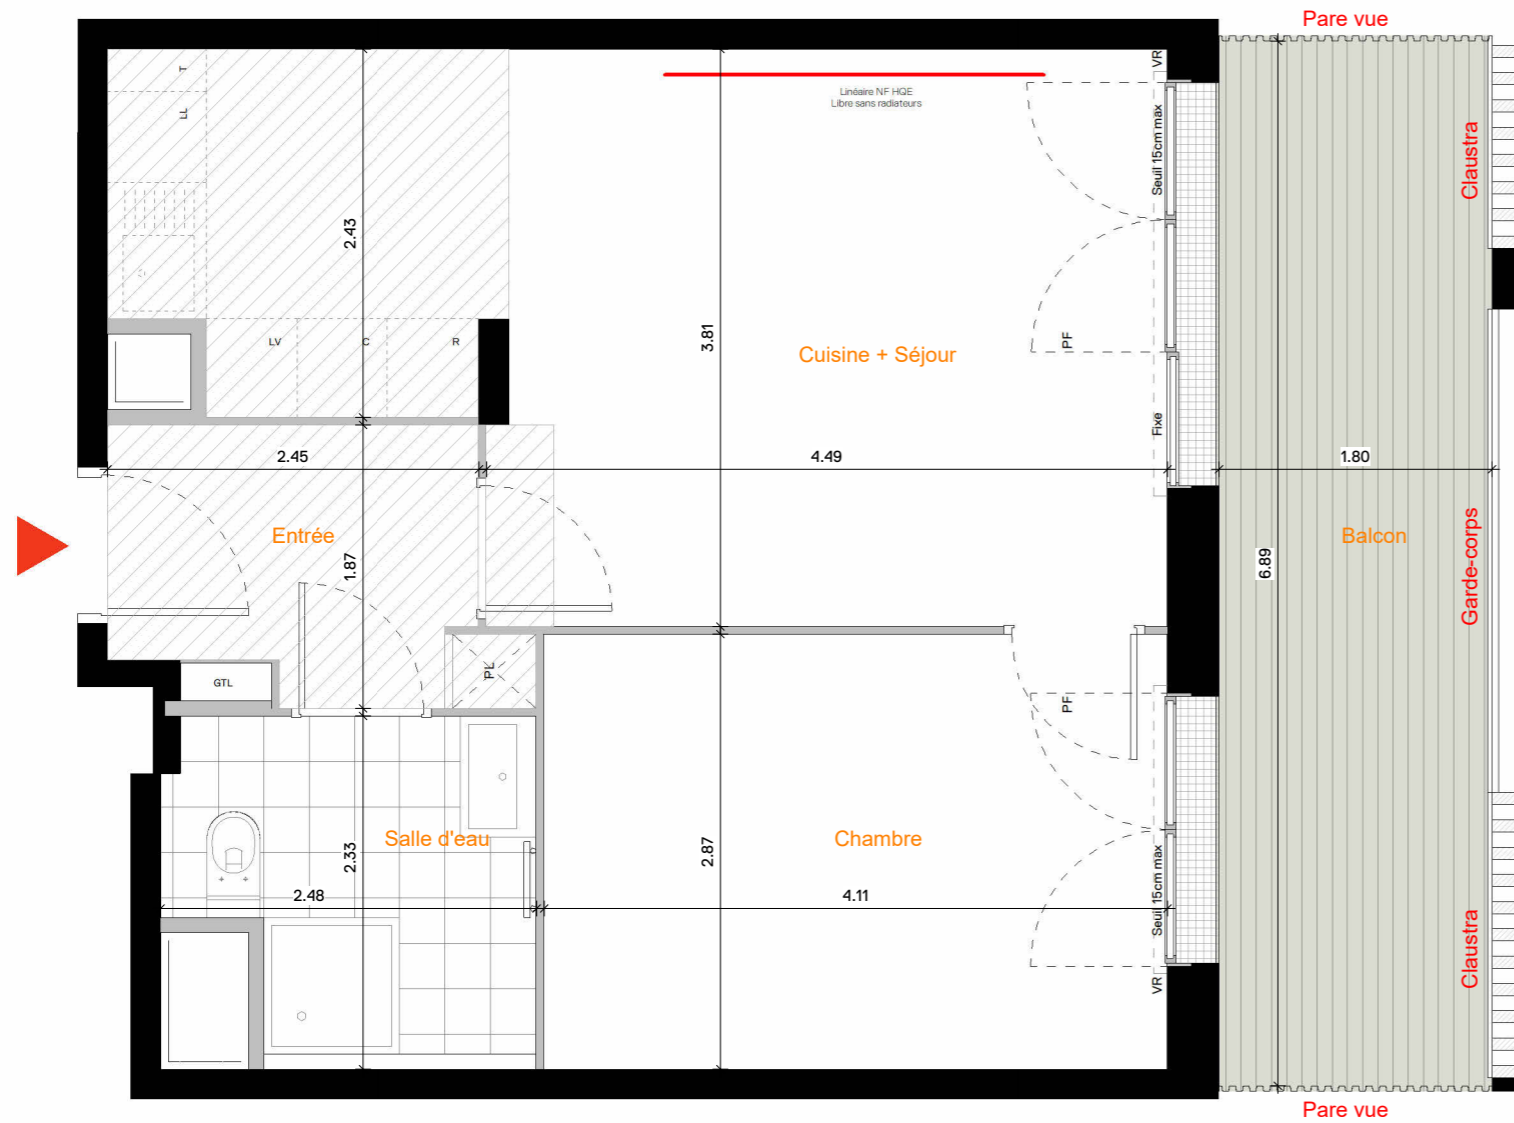 Pare vue
VR
T
LL
Linéaire NF HQE
Libre sans radiateurs
Seuil 15cm max
Claustra
2.43
3.81
LV
C
R
PF
Cuisine + Séjour
Fixe
2.45
4.49
1.80
Entrée
1.87
6.89
Balcon
Garde-corps
PL
GTL
PF
Salle d'eau
2.33
2.87
Chambre
2.48
4.11
Seuil 15cm max
Claustra
VR
Pare vue